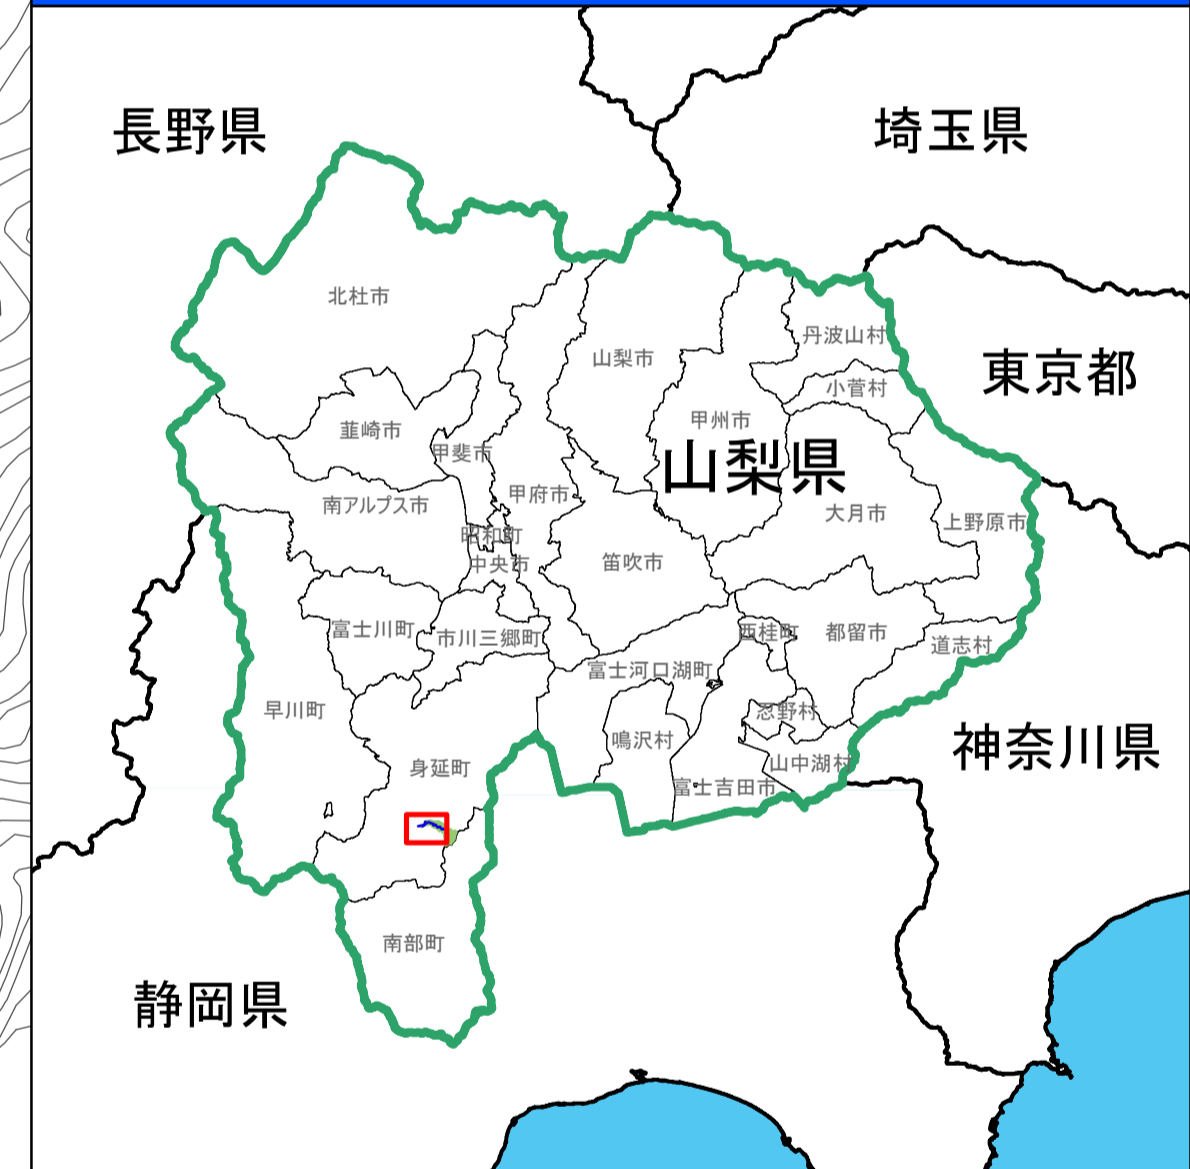 長野県
埼玉県
北杜市
丹波山村
山梨市
東京都
小菅村
甲州市
韮崎市
甲斐市
山梨県
甲府市
南アルプス市
大月市
上野原市
昭和町
中央市
笛吹市
富士川町
市川三郷町
西桂町
都留市
道志村
富士河口湖町
早川町
忍野村
鳴沢村
神奈川県
山中湖村
身延町
富士吉田市
南部町
静岡県